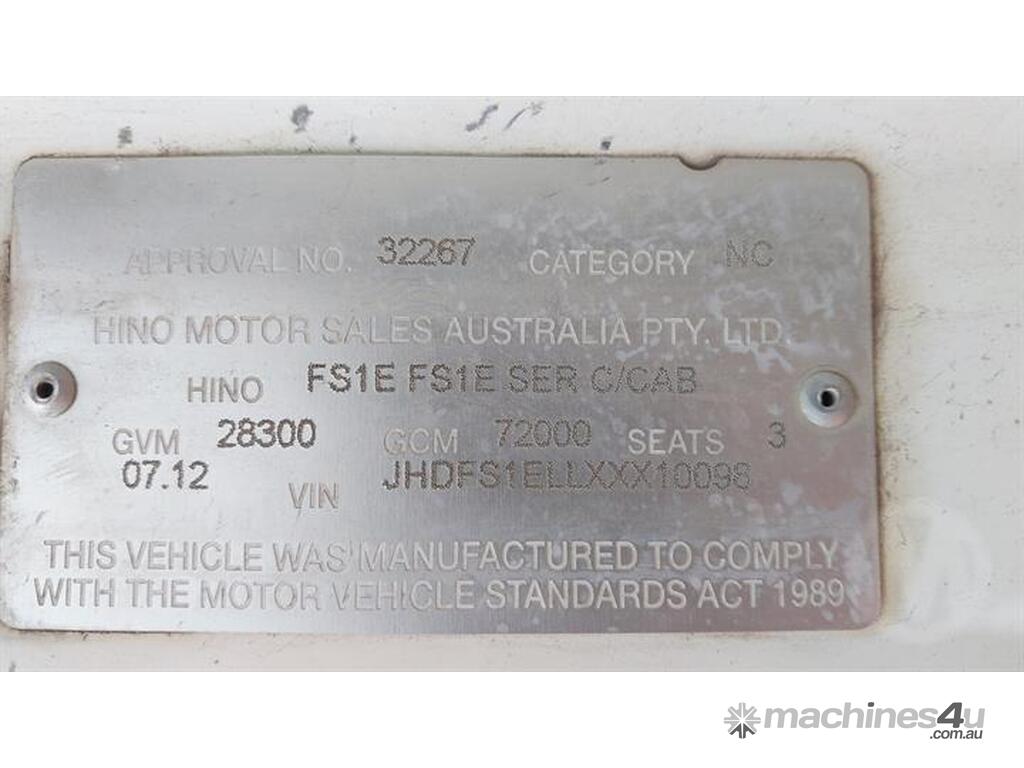 APPROVAL NO. 32267 CATEGORY NC
HINO MOTOR SALES AUSTRALIA PTY. LTD.
HINO FS1E FS1E SER C/CAB
GVM 28300 GCM 72000 SEATS 3
07.12 VIN JHDFS1ELLXXX10098
THIS VEHICLE WAS MANUFACTURED TO COMPLY
WITH THE MOTOR VEHICLE STANDARDS ACT 1989
machines4u
.com.au